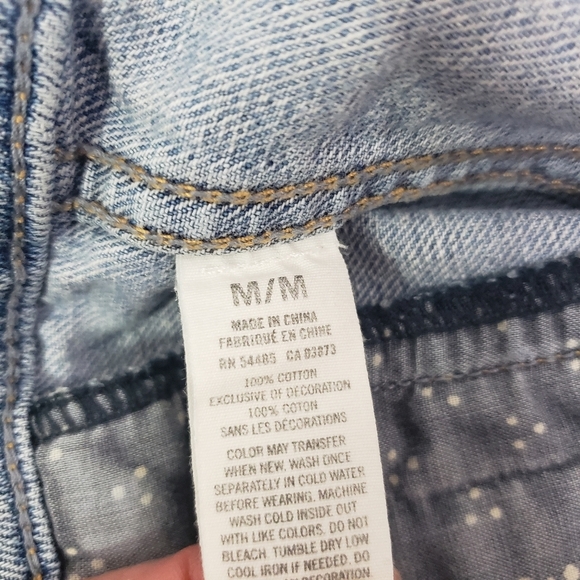 M/M
MADE IN CHINA
FABRIQUÉ EN CHINE
RN 54485 CA 03873
100% COTTON
EXCLUSIVE OF DECORATION
100% COTON
SANS LES DÉCORATIONS
COLOR MAY TRANSFER
WHEN NEW. WASH ONCE
SEPARATELY IN COLD WATER
BEFORE WEARING. MACHINE
WASH COLD INSIDE OUT
WITH LIKE COLORS. DO NOT
BLEACH. TUMBLE DRY LOW
COOL IRON IF NEEDED. DO
DECORATION